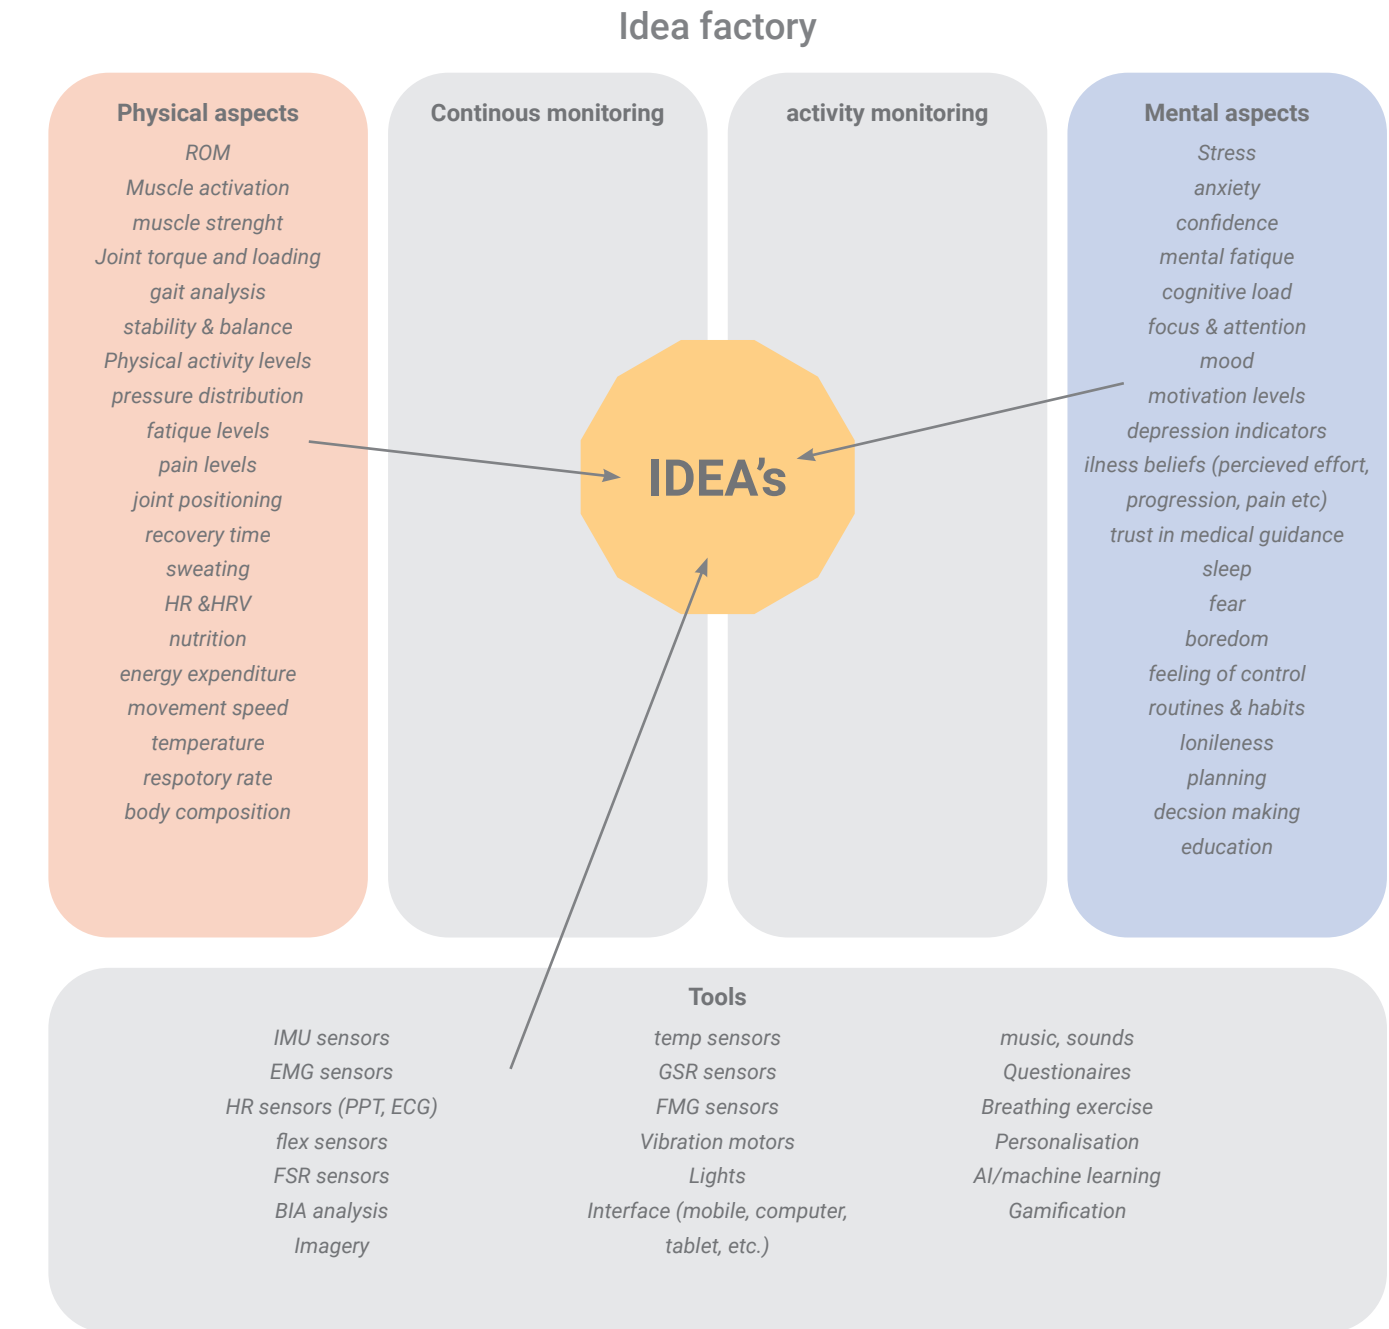 Idea factory
Physical aspects
ROM
Muscle activation
muscle strenght
Joint torque and loading
gait analysis
stability & balance
Physical activity levels
pressure distribution
fatique levels
pain levels
joint positioning
recovery time
sweating
HR &HRV
nutrition
energy expenditure
movement speed
temperature
respotory rate
body composition
Continous monitoring
activity monitoring
IDEA’s
Mental aspects
Stress
anxiety
confidence
mental fatique
cognitive load
focus & attention
mood
motivation levels
depression indicators
ilness beliefs (percieved effort,
progression, pain etc)
trust in medical guidance
sleep
fear
boredom
feeling of control
routines & habits
lonileness
planning
decsion making
education
Tools
IMU sensors
EMG sensors
HR sensors (PPT, ECG)
flex sensors
FSR sensors
BIA analysis
Imagery
temp sensors
GSR sensors
FMG sensors
Vibration motors
Lights
Interface (mobile, computer,
tablet, etc.)
music, sounds
Questionaires
Breathing exercise
Personalisation
AI/machine learning
Gamification